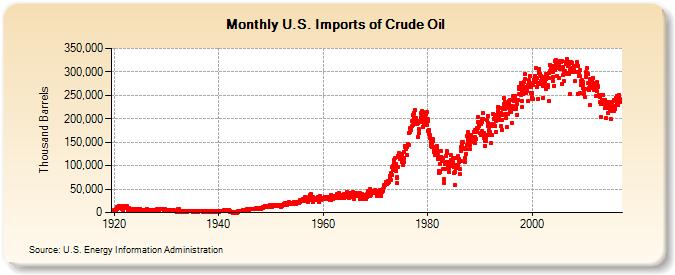 Monthly U.S. Imports of Crude Oil
Thousand Barrels
350,000
300,000
250,000
200,000
150,000
100,000
50,000
0
1920 1940 1960 1980 2000
Source: U.S. Energy Information Administration